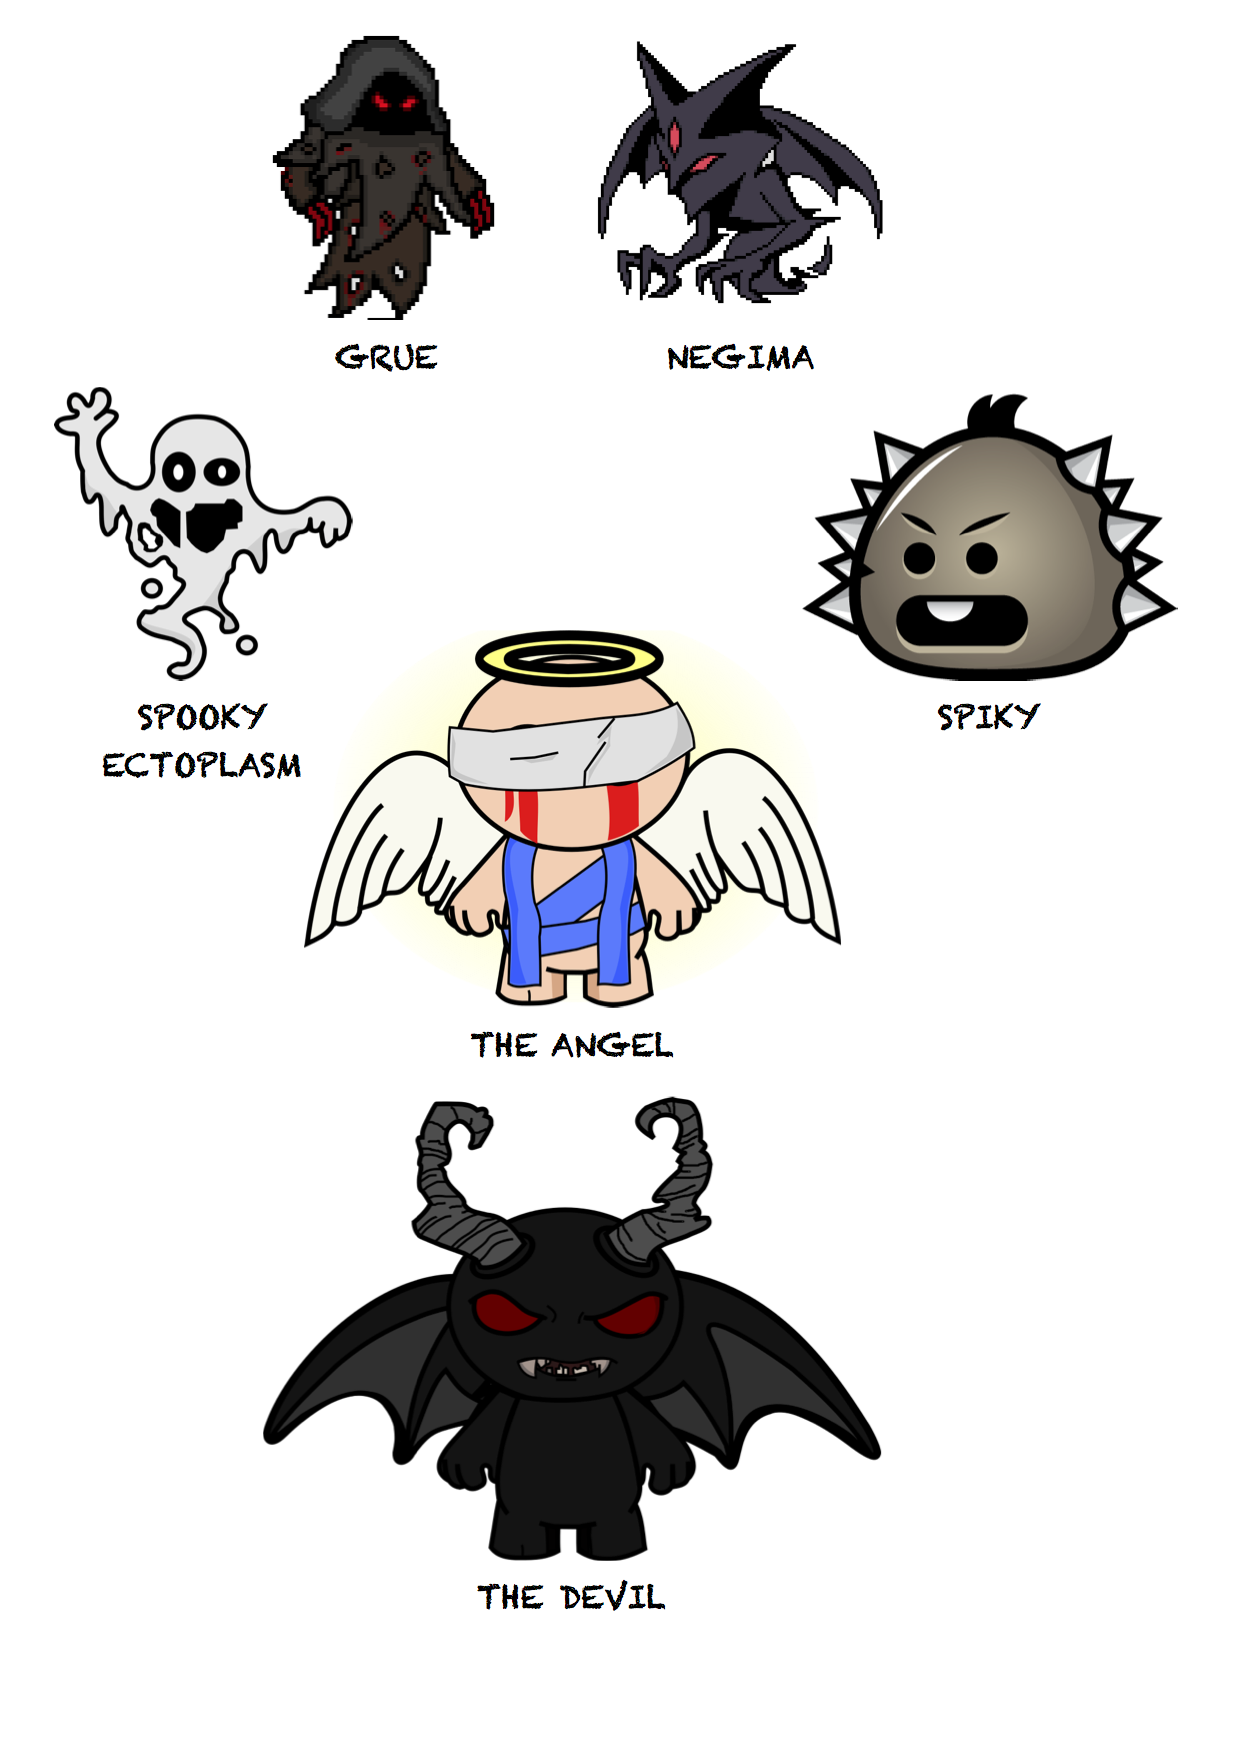 GRUE
NEGIMA
SPOOKY
ECTOPLASM
SPIKY
THE ANGEL
THE DEVIL